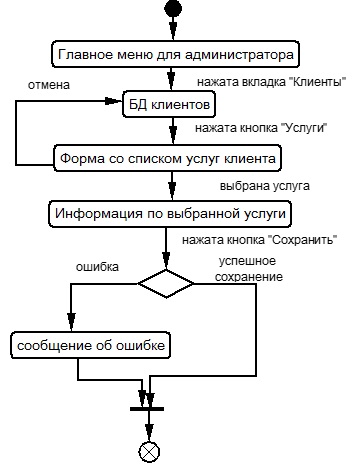 Главное меню для администратора
нажата вкладка "Клиенты"
отмена
БД клиентов
нажата кнопка "Услуги"
Форма со списком услуг клиента
выбрана услуга
Информация по выбранной услуги
нажата кнопка "Сохранить"
ошибка
успешное
сохранение
сообщение об ошибке